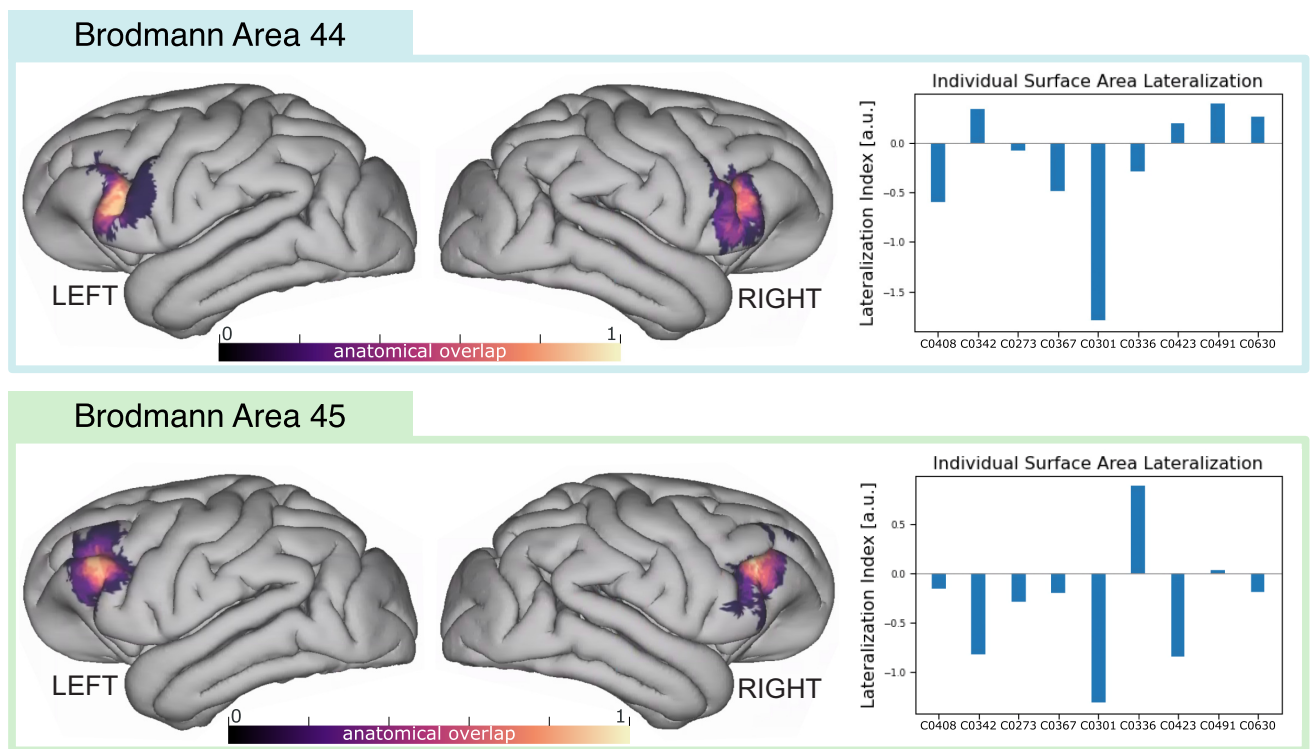 Brodmann Area 44
Individual Surface Area Lateralization
Lateralization Index [a.u.]
0.0
−0.5
−1.0
−1.5
C0408 C0342 C0273 C0367 C0301 C0336 C0423 C0491 C0630
LEFT
RIGHT
0 1
anatomical overlap
Brodmann Area 45
Individual Surface Area Lateralization
Lateralization Index [a.u.]
0.5
0.0
−0.5
−1.0
C0408 C0342 C0273 C0367 C0301 C0336 C0423 C0491 C0630
LEFT
RIGHT
0 1
anatomical overlap